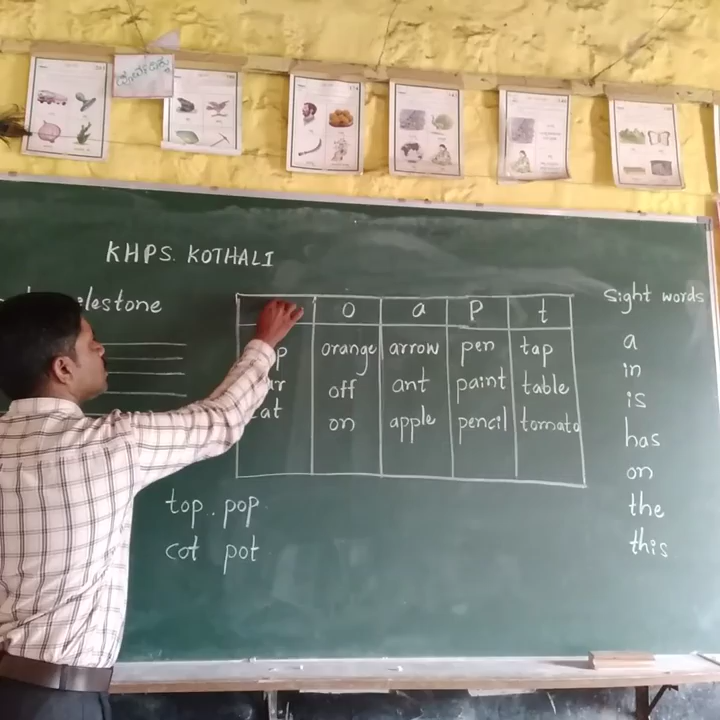 KHPS. KOTHALI
Sight words
o a P t
orange arrow pen tap
off ant paint table
on apple pencil tomato
top.. pop
cot pot
a
in
is
has
on
the
this